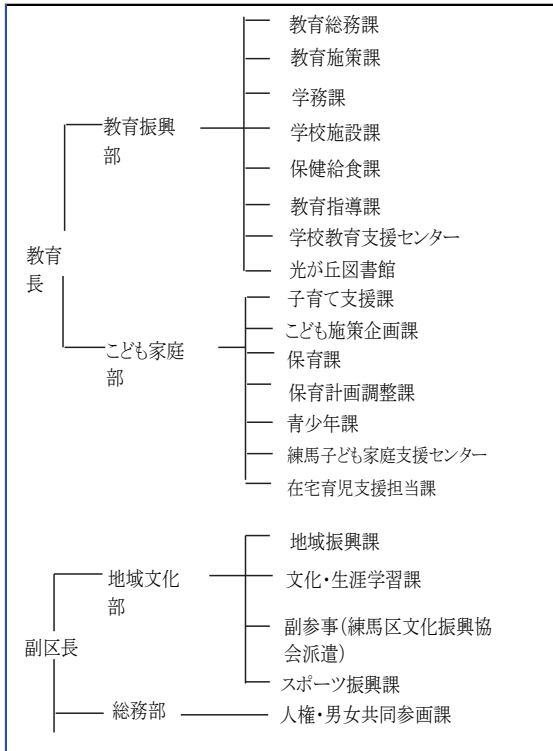 教育総務課
教育施策課
学務課
教育振興
部
学校施設課
保健給食課
教育指導課
学校教育支援センター
教育
長
光が丘図書館
子育て支援課
こども施策企画課
こども家庭
部
保育課
保育計画調整課
青少年課
練馬子ども家庭支援センター
在宅育児支援担当課
地域振興課
地域文化
部
文化・生涯学習課
副参事(練馬区文化振興協
会派遣)
副区長
スポーツ振興課
総務部
人権・男女共同参画課